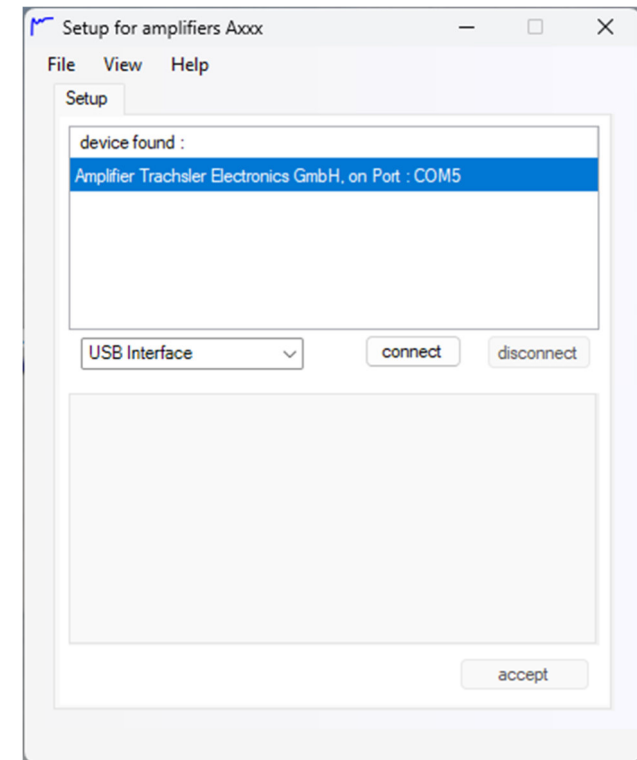 Setup for amplifiers Axxx
File View Help
Setup
device found :
Amplifier Trachsler Electronics GmbH, on Port : COM5
USB Interface connect disconnect
accept